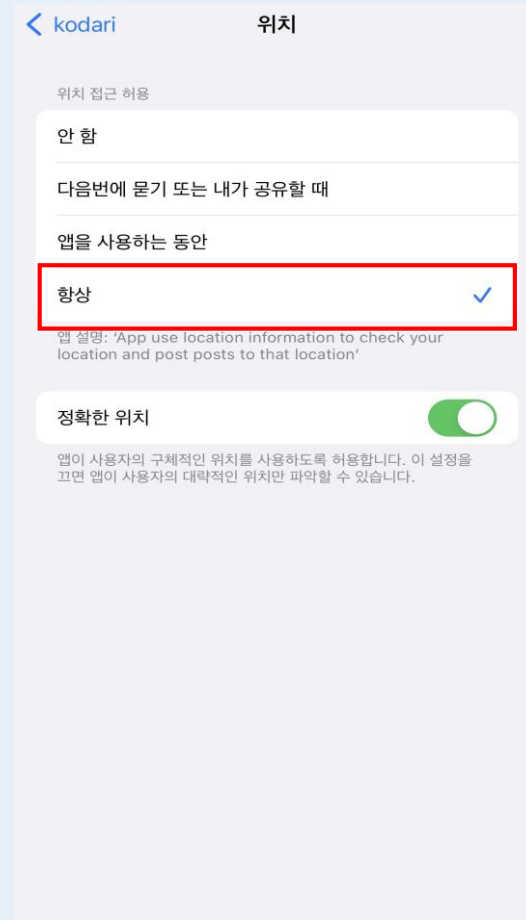 kodari
위치
위치 접근 허용
안 함
다음번에 묻기 또는 내가 공유할 때
앱을 사용하는 동안
항상
앱 설명: ‘App use location information to check your
location and post posts to that location’
정확한 위치
앱이 사용자의 구체적인 위치를 사용하도록 허용합니다. 이 설정을
끄면 앱이 사용자의 대략적인 위치만 파악할 수 있습니다.